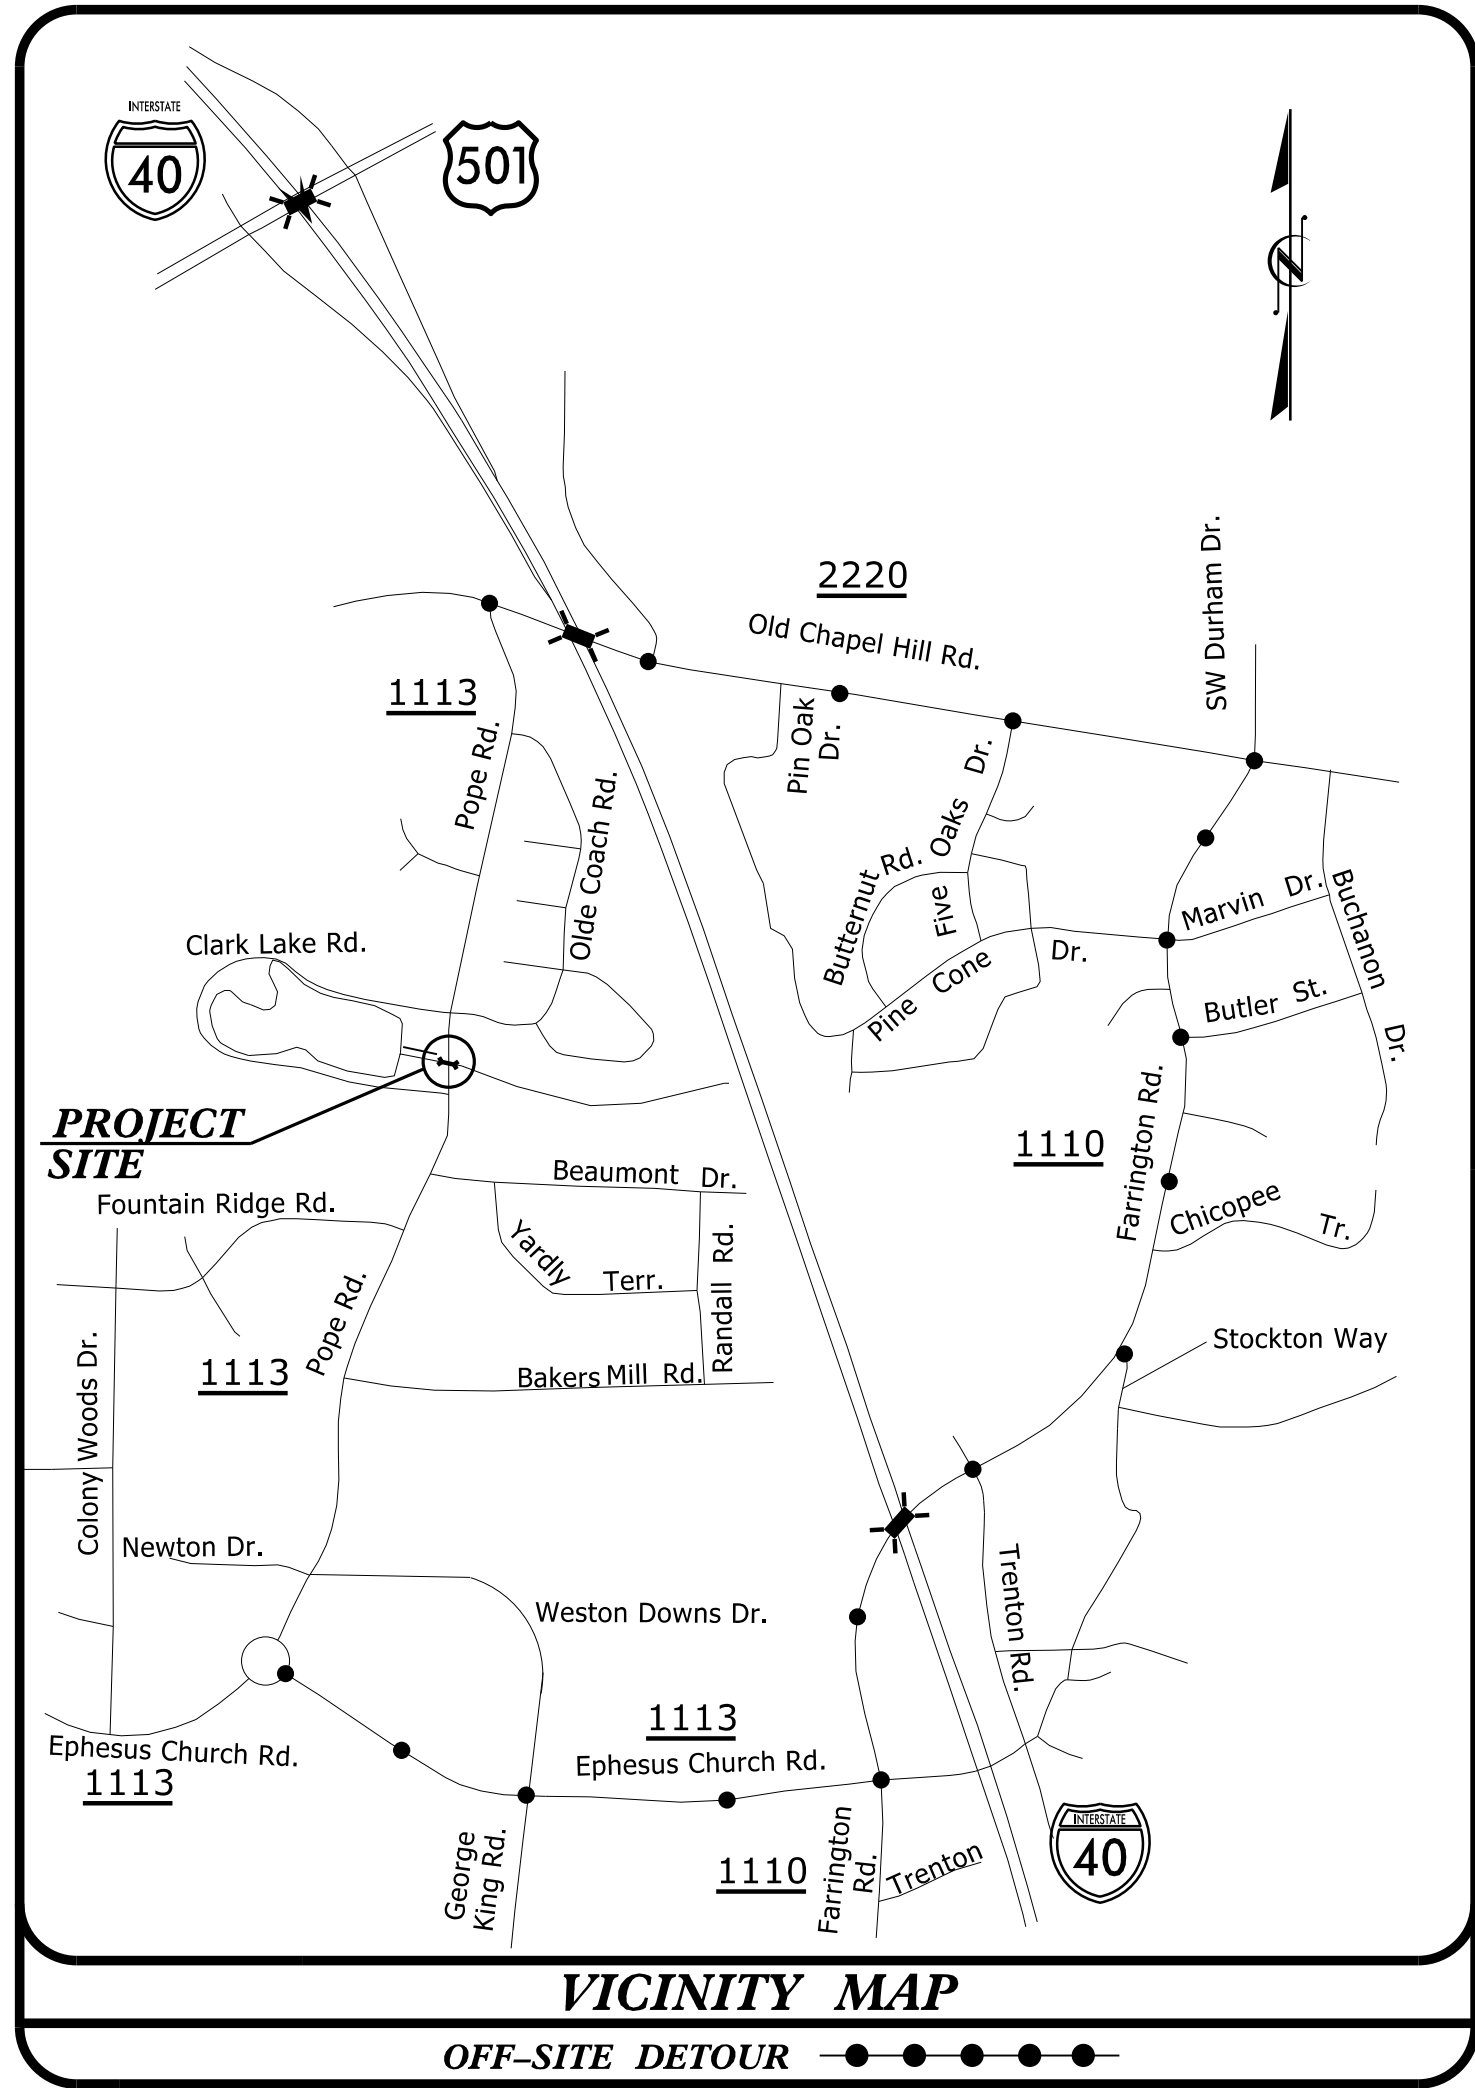 INTERSTATE
40
501
N
2220
Old Chapel Hill Rd.
SW Durham Dr.
1113
Pope Rd.
Pin Oak
Dr.
Five Oaks Dr.
Olde Coach Rd.
Butternut Rd.
Marvin Dr.
Buchanon Dr.
Clark Lake Rd.
Pine Cone Dr.
Butler St.
PROJECT
SITE
1110
Farrington Rd.
Beaumont Dr.
Fountain Ridge Rd.
Chicopee Tr.
Yardly Terr.
Randall Rd.
Pope Rd.
Stockton Way
1113
Bakers Mill Rd.
Colony Woods Dr.
Newton Dr.
Trenton Rd.
Weston Downs Dr.
1113
Ephesus Church Rd.
Ephesus Church Rd.
1113
INTERSTATE
40
George
King Rd.
1110
Farrington
Rd.
Trenton
VICINITY MAP
OFF–SITE DETOUR